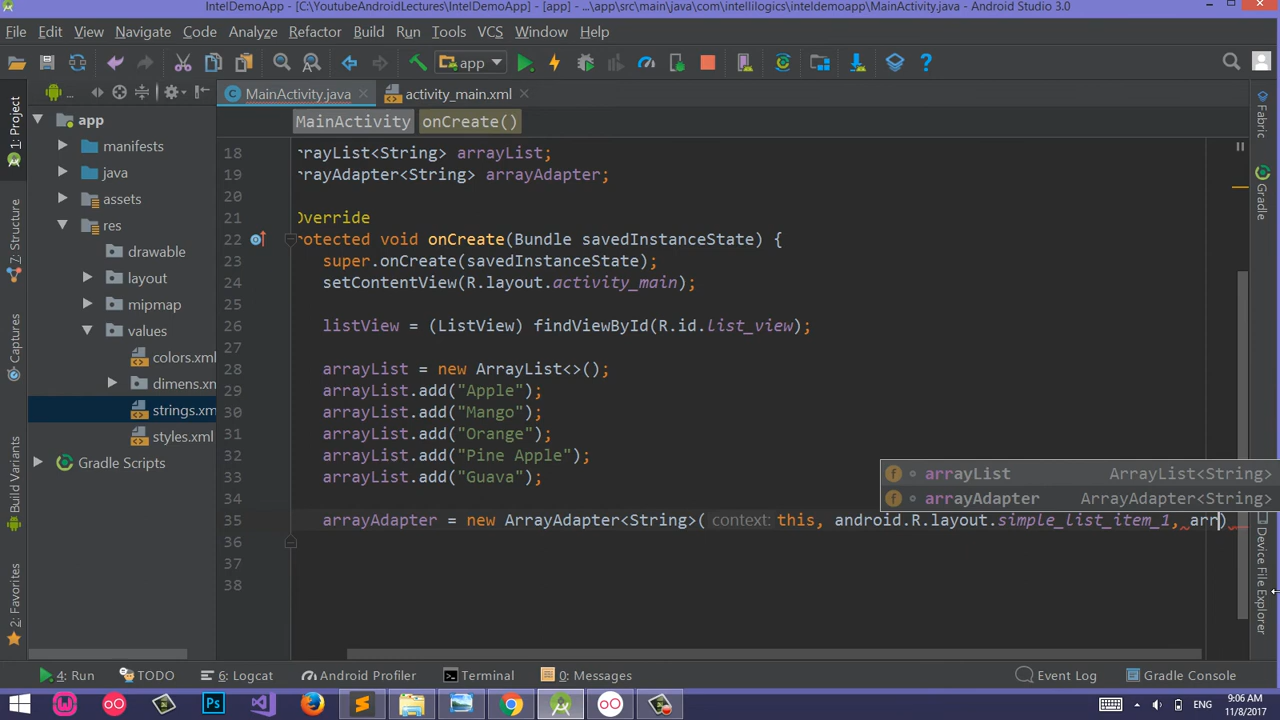 IntelDemoApp - [C:\YoutubeAndroidLectures\IntelDemoApp] - [app] - ...\app\src\main\java\com\intellilogics\inteldemoapp\MainActivity.java - Android Studio 3.0
File Edit View Navigate Code Analyze Refactor Build Run Tools VCS Window Help
app
MainActivity.java activity_main.xml
MainActivity onCreate()
1: Project
2: Structure
Captures
Build Variants
2: Favorites
app
manifests
java
assets
res
drawable
layout
mipmap
values
colors.xml
dimens.xm
strings.xm
styles.xml
Gradle Scripts
18 rrayList<String> arrayList;
19 rrayAdapter<String> arrayAdapter;
20
21 Override
22 rotected void onCreate(Bundle savedInstanceState) {
23 super.onCreate(savedInstanceState);
24 setContentView(R.layout.activity_main);
25
26 listView = (ListView) findViewById(R.id.list_view);
27
28 arrayList = new ArrayList<>();
29 arrayList.add("Apple");
30 arrayList.add("Mango");
31 arrayList.add("Orange");
32 arrayList.add("Pine Apple");
33 arrayList.add("Guava");
34
35 arrayAdapter = new ArrayAdapter<String>( context: this, android.R.layout.simple_list_item_1, arr)
36
37
38
f arrayList ArrayList<String>
f arrayAdapter ArrayAdapter<String>
Fabric
Gradle
Device File Explorer
4: Run TODO 6: Logcat Android Profiler Terminal 0: Messages Event Log Gradle Console
Ps
9:06 AM
11/8/2017